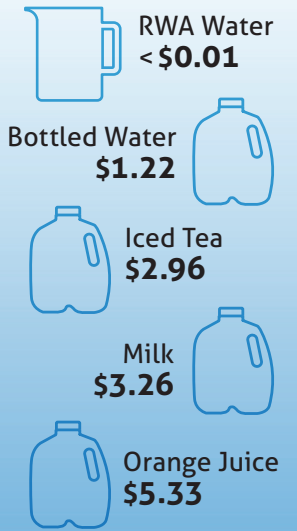 RWA Water
< $0.01
Bottled Water
$1.22
Iced Tea
$2.96
Milk
$3.26
Orange Juice
$5.33